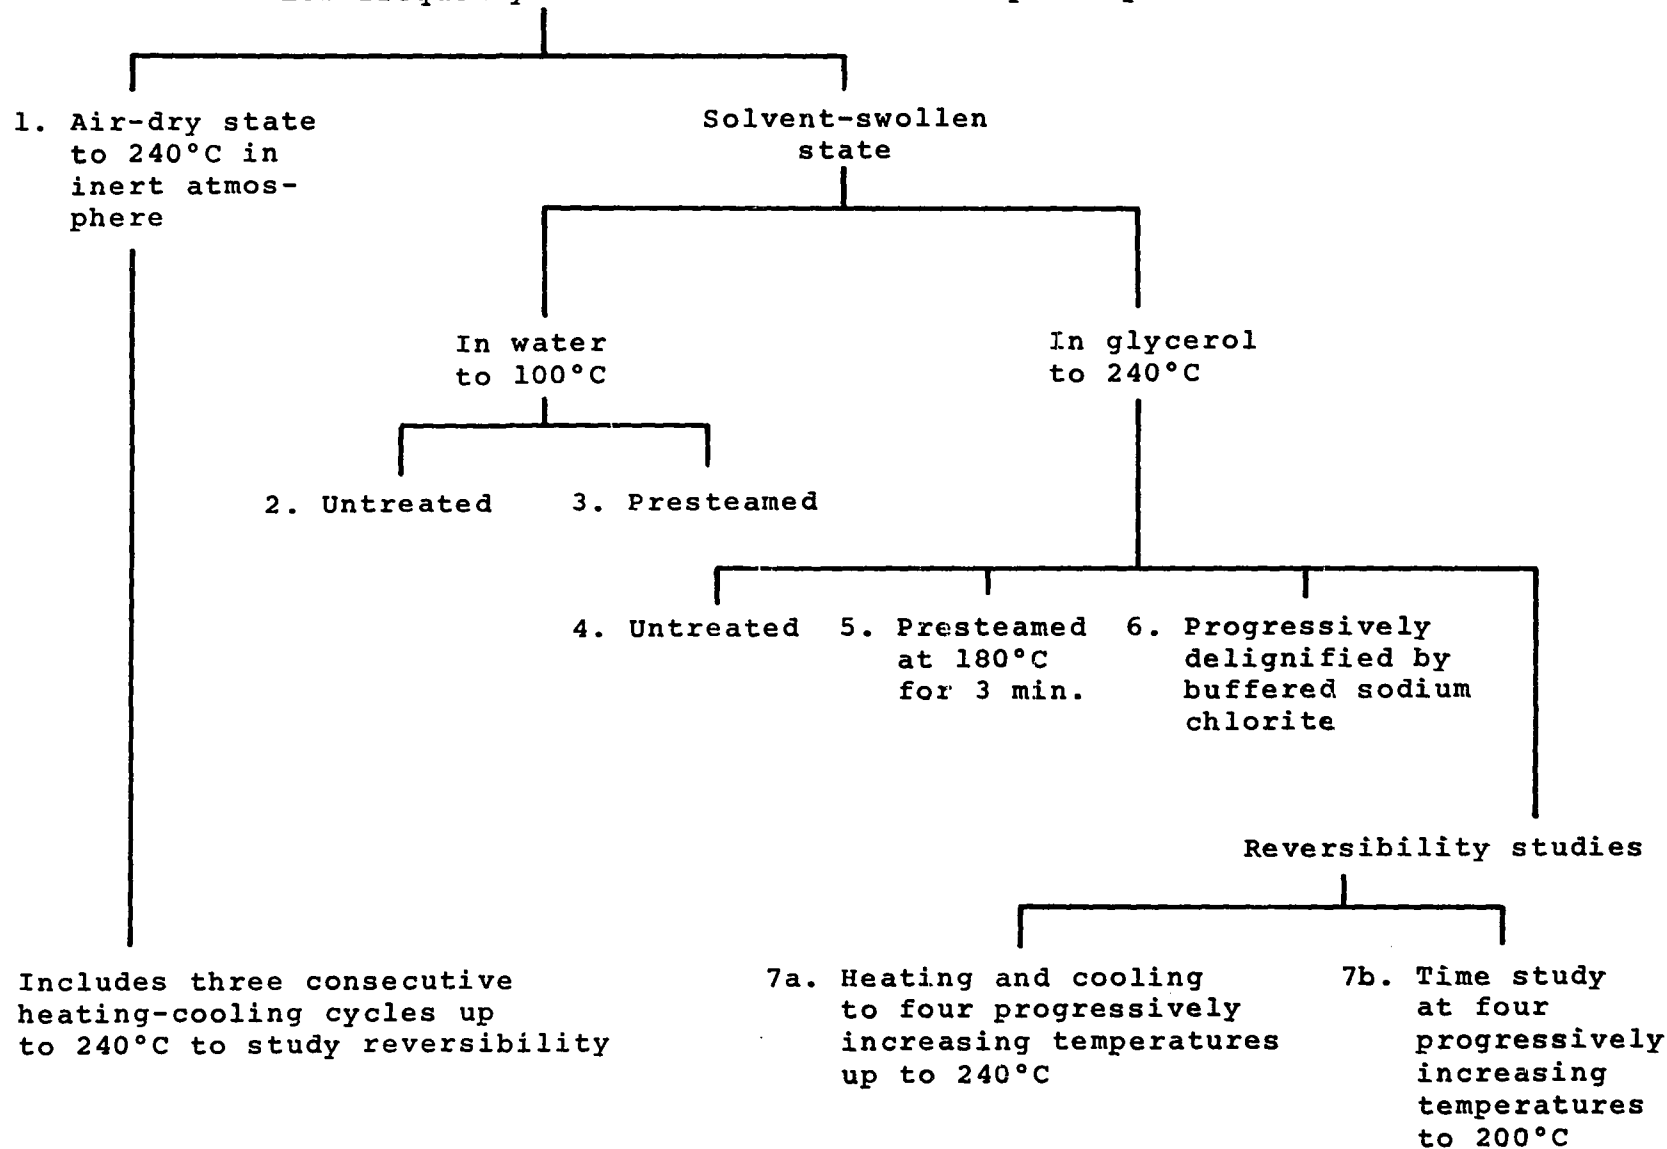 1. Air-dry state
to 240°C in
inert atmos-
phere
Solvent-swollen
state
In water
to 100°C
In glycerol
to 240°C
2. Untreated
3. Presteamed
4. Untreated
5. Presteamed
at 180°C
for 3 min.
6. Progressively
delignified by
buffered sodium
chlorite
Reversibility studies
Includes three consecutive
heating-cooling cycles up
to 240°C to study reversibility
7a. Heating and cooling
to four progressively
increasing temperatures
up to 240°C
7b. Time study
at four
progressively
increasing
temperatures
to 200°C